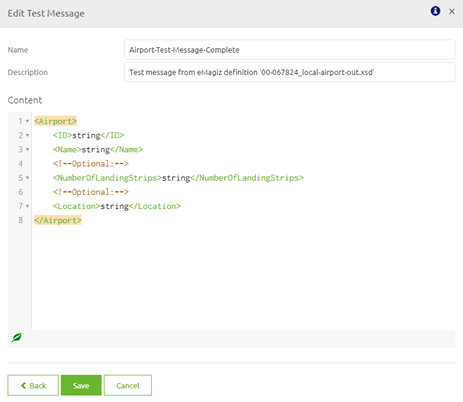 Edit Test Message
Name Airport-Test-Message-Complete
Description Test message from eMagiz definition '00-067824_local-airport-out.xsd'
Content
1 <Airport>
2 <ID>string</ID>
3 <Name>string</Name>
4 <!--Optional:-->
5 <NumberOfLandingStrips>string</NumberOfLandingStrips>
6 <!--Optional:-->
7 <Location>string</Location>
8 </Airport>
Back Save Cancel